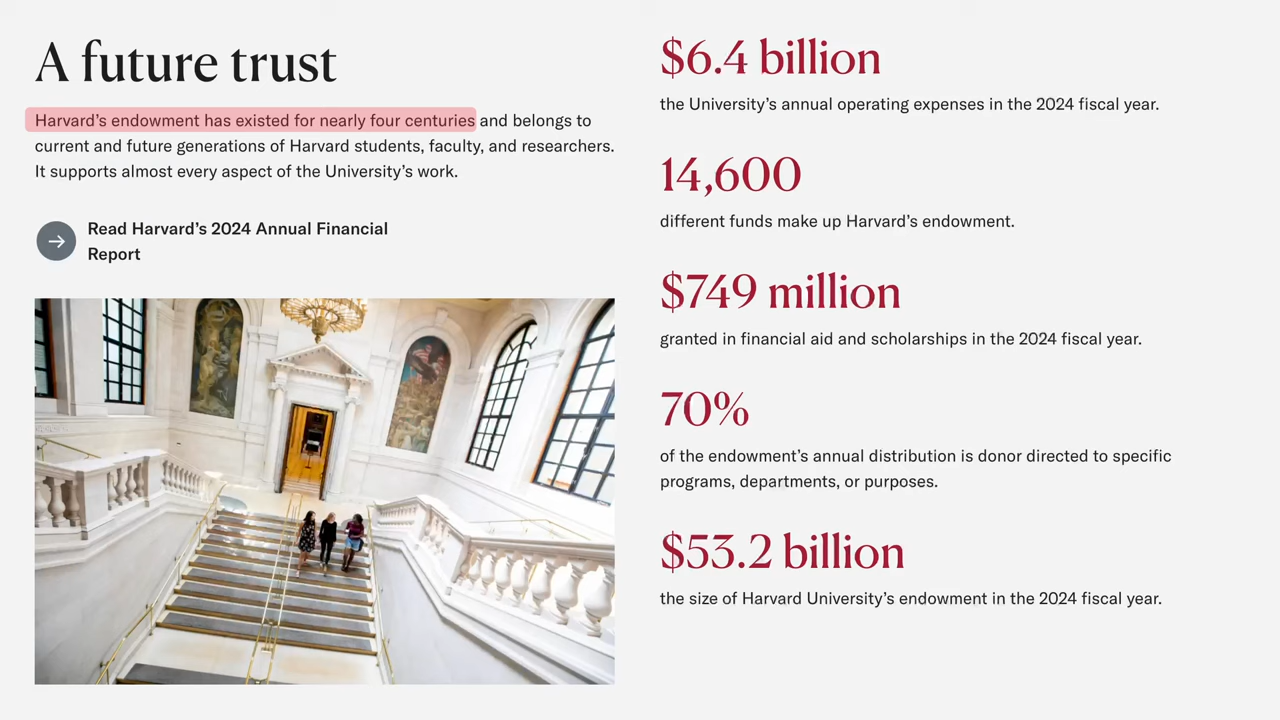 A future trust
Harvard’s endowment has existed for nearly four centuries and belongs to
current and future generations of Harvard students, faculty, and researchers.
It supports almost every aspect of the University’s work.
Read Harvard’s 2024 Annual Financial
Report
$6.4 billion
the University’s annual operating expenses in the 2024 fiscal year.
14,600
different funds make up Harvard’s endowment.
$749 million
granted in financial aid and scholarships in the 2024 fiscal year.
70%
of the endowment’s annual distribution is donor directed to specific
programs, departments, or purposes.
$53.2 billion
the size of Harvard University’s endowment in the 2024 fiscal year.